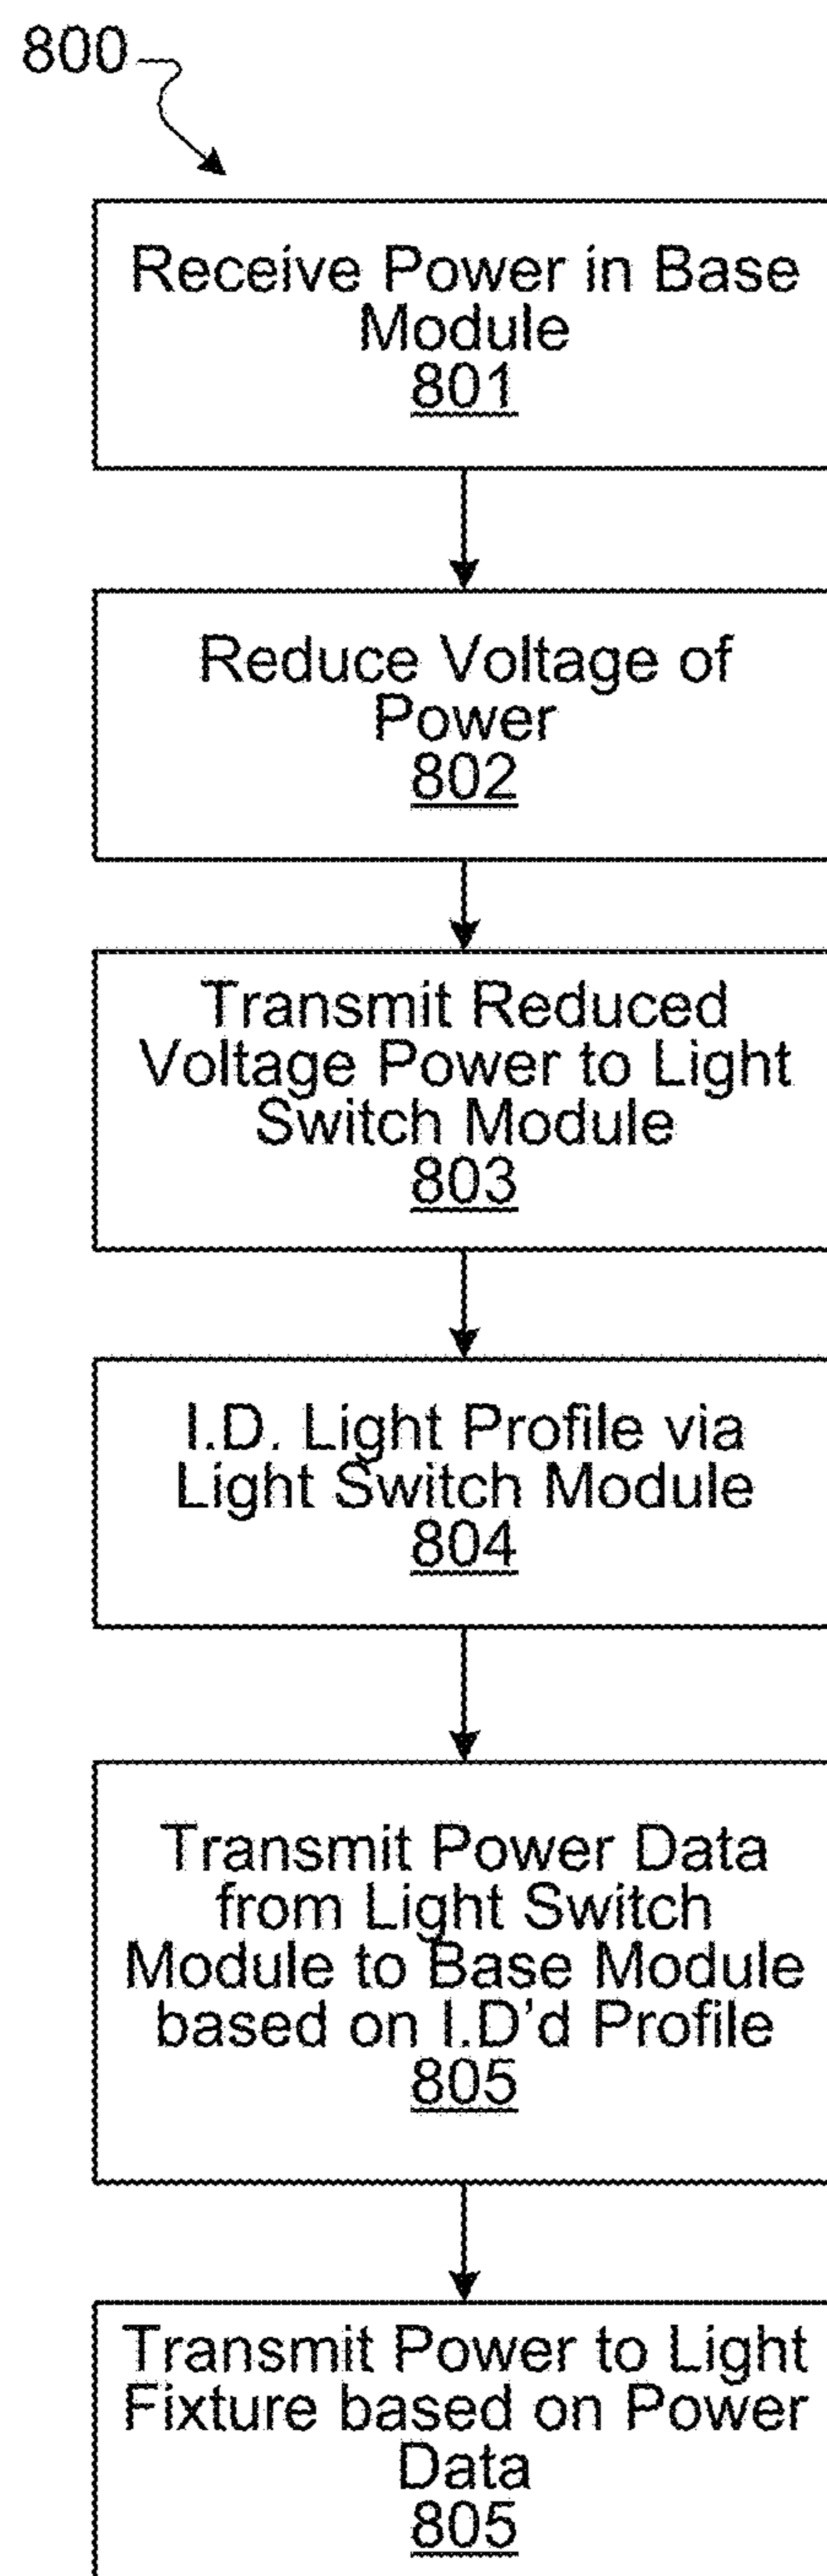 800
Receive Power in Base
Module
801
Reduce Voltage of
Power
802
Transmit Reduced
Voltage Power to Light
Switch Module
803
I.D. Light Profile via
Light Switch Module
804
Transmit Power Data
from Light Switch
Module to Base Module
based on I.D'd Profile
805
Transmit Power to Light
Fixture based on Power
Data
805